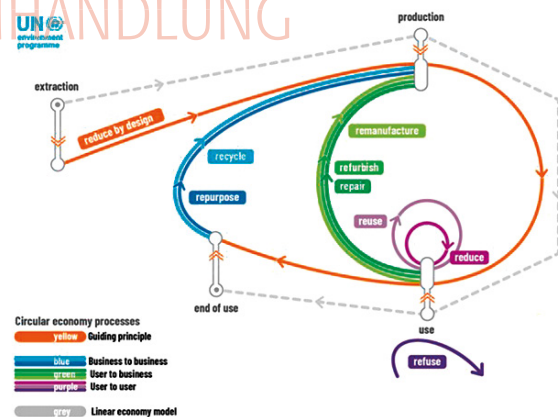 HANDLUNG
UN
environment
programme
production
extraction
reduce by design
remanufacture
recycle
refurbish
repair
repurpose
reuse
reduce
end of use
use
refuse
Circular economy processes
yellow Guiding principle
blue Business to business
green User to business
purple User to user
grey Linear economy model